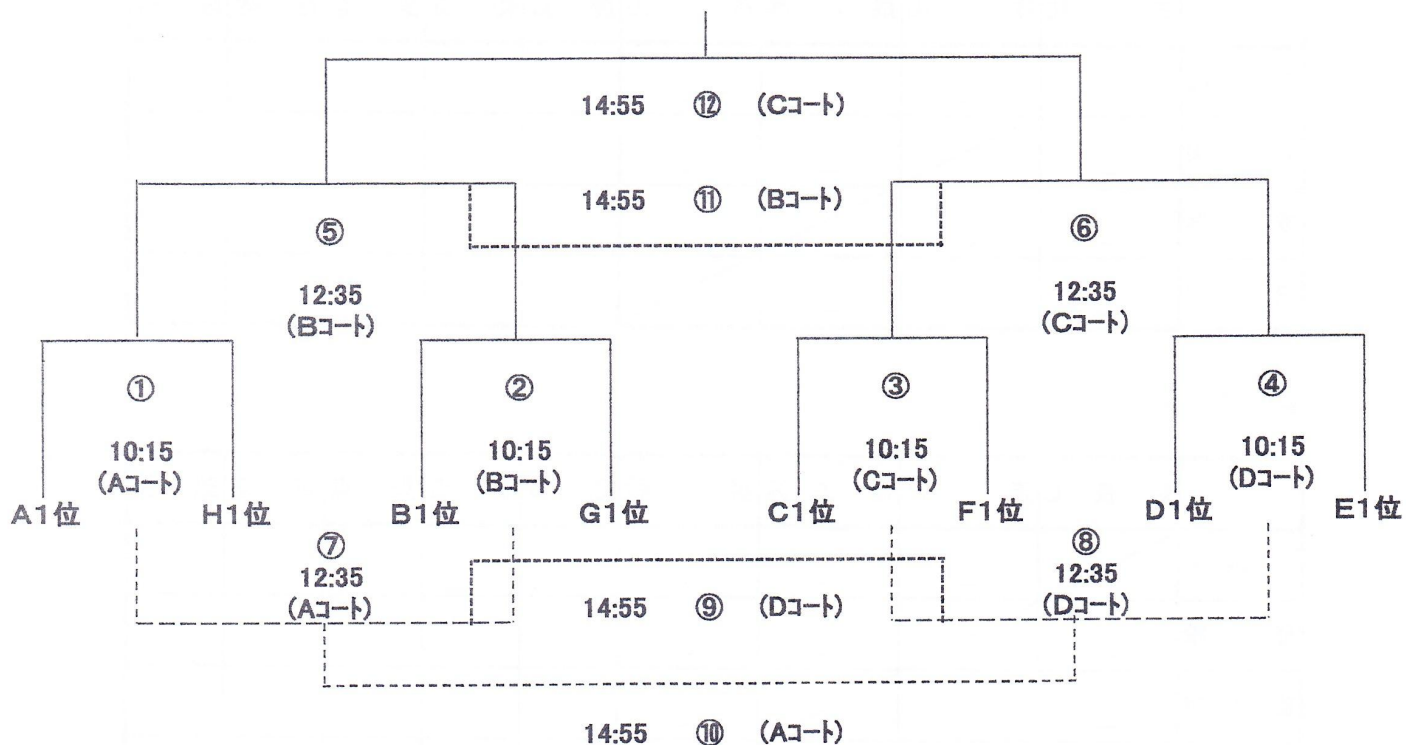 14:55 ⑫ (Cコート)
14:55 ⑪ (Bコート)
⑤ ⑥
12:35 12:35
(Bコート) (Cコート)
① ② ③ ④
10:15 10:15 10:15 10:15
(Aコート) (Bコート) (Cコート) (Dコート)
A1位 H1位 B1位 G1位 C1位 F1位 D1位 E1位
⑦ ⑧
12:35 12:35
(Aコート) (Dコート)
14:55 ⑨ (Dコート)
14:55 ⑩ (Aコート)